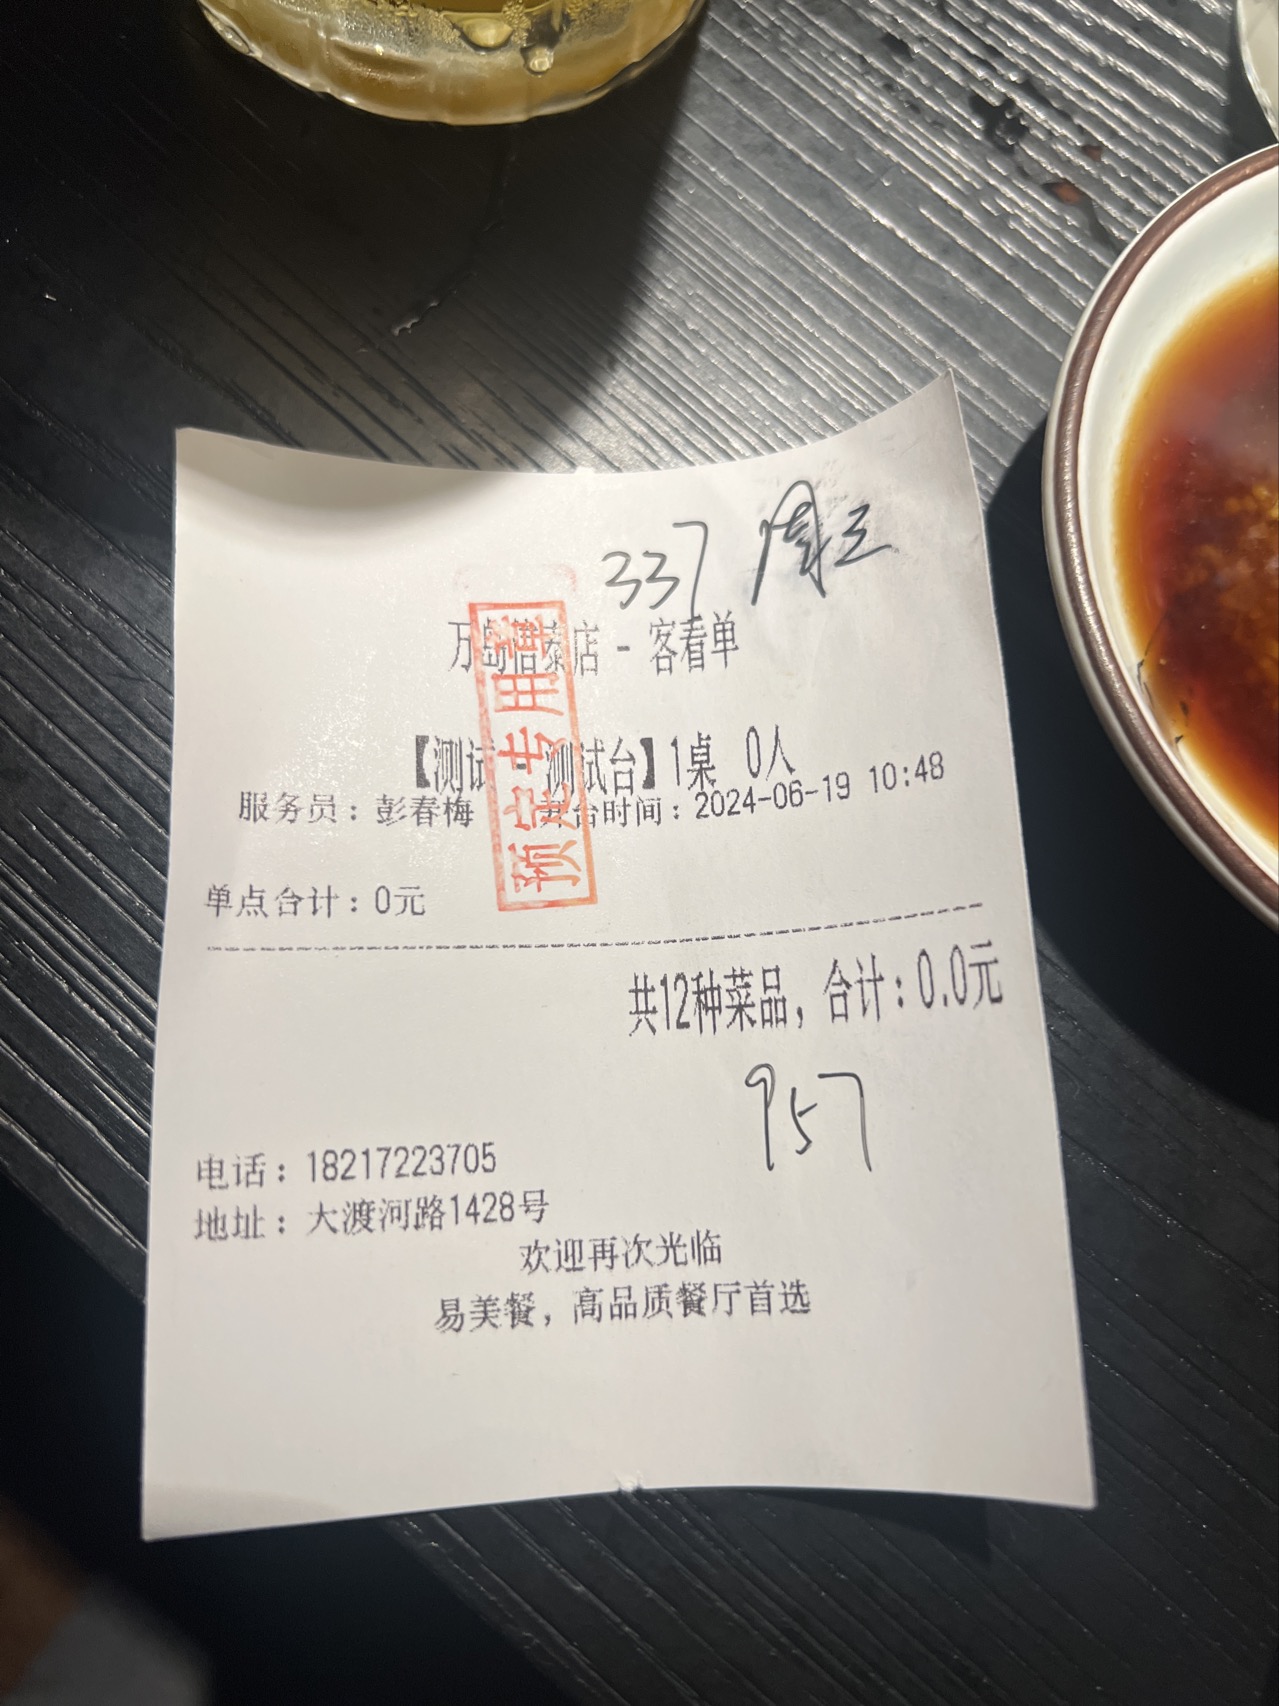 337 周三
万岛信泰店 - 客看单
预定专用章
【测试 - 测试台】1桌 0人
服务员：彭春梅 开台时间：2024-06-19 10:48
单点合计：0元
共12种菜品，合计：0.0元
957
电话：18217223705
地址：大渡河路1428号
欢迎再次光临
易美餐，高品质餐厅首选